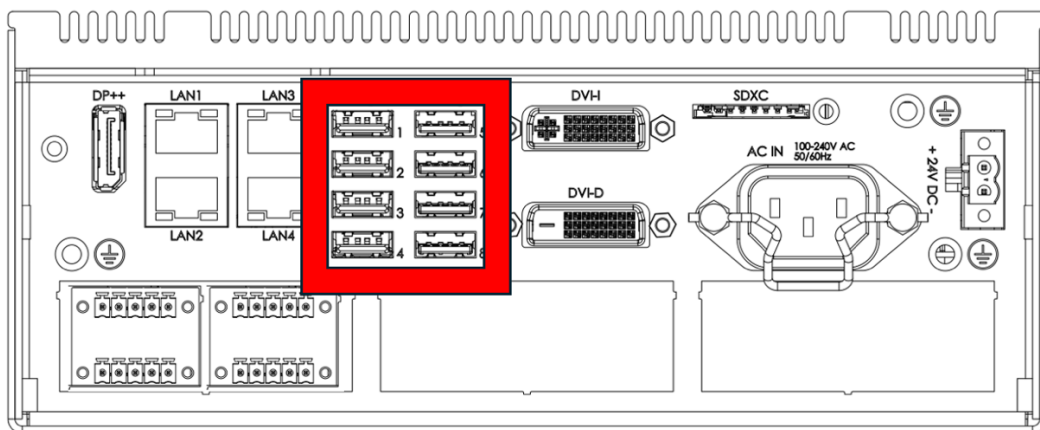 DP++
LAN1
LAN3
DVI-I
SDXC
1
5
2
6
3
7
4
8
AC IN
100-240V AC
50/60Hz
+ 24V DC -
DVI-D
LAN2
LAN4